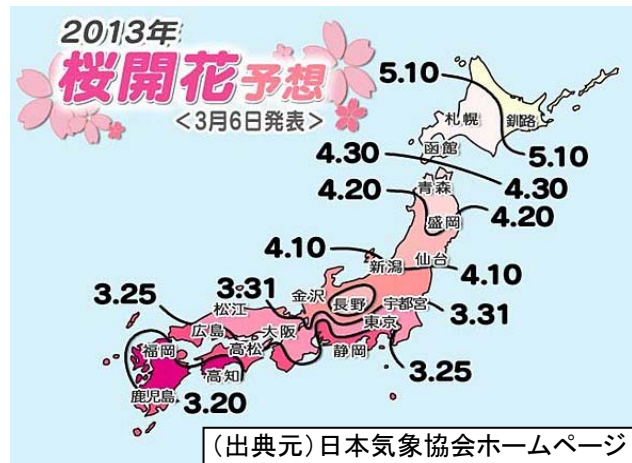 2013年
桜開花予想
<3月6日発表>
5.10
札幌
釧路
函館
5.10
4.30
4.30
青森
4.20
盛岡
4.20
4.10
仙台
新潟
4.10
3.31
3.25
金沢
長野
宇都宮
3.31
松江
広島
大阪
東京
福岡
高松
静岡
3.25
高知
鹿児島
3.20
(出典元)日本気象協会ホームページ